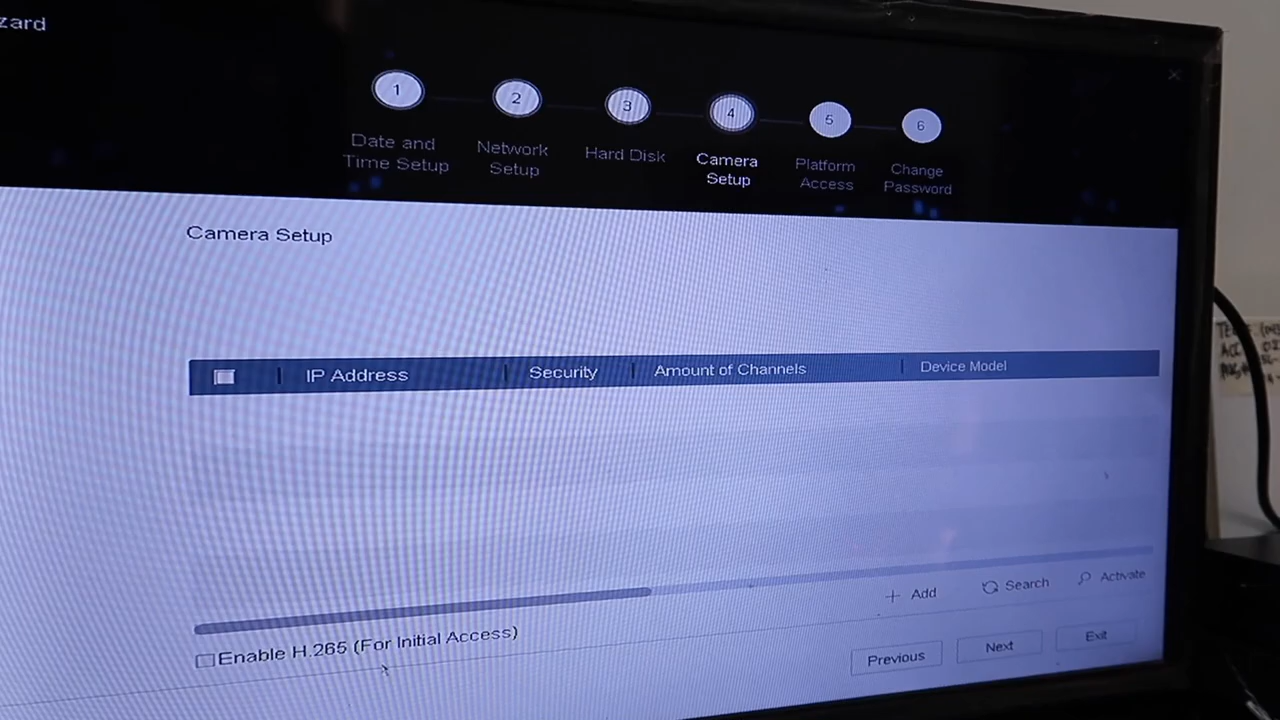 zard
1
2
3
4
5
6
Date and
Time Setup
Network
Setup
Hard Disk
Camera
Setup
Platform
Access
Change
Password
Camera Setup
IP Address
Security
Amount of Channels
Device Model
Add
Search
Activate
Enable H.265 (For Initial Access)
Previous
Next
Exit